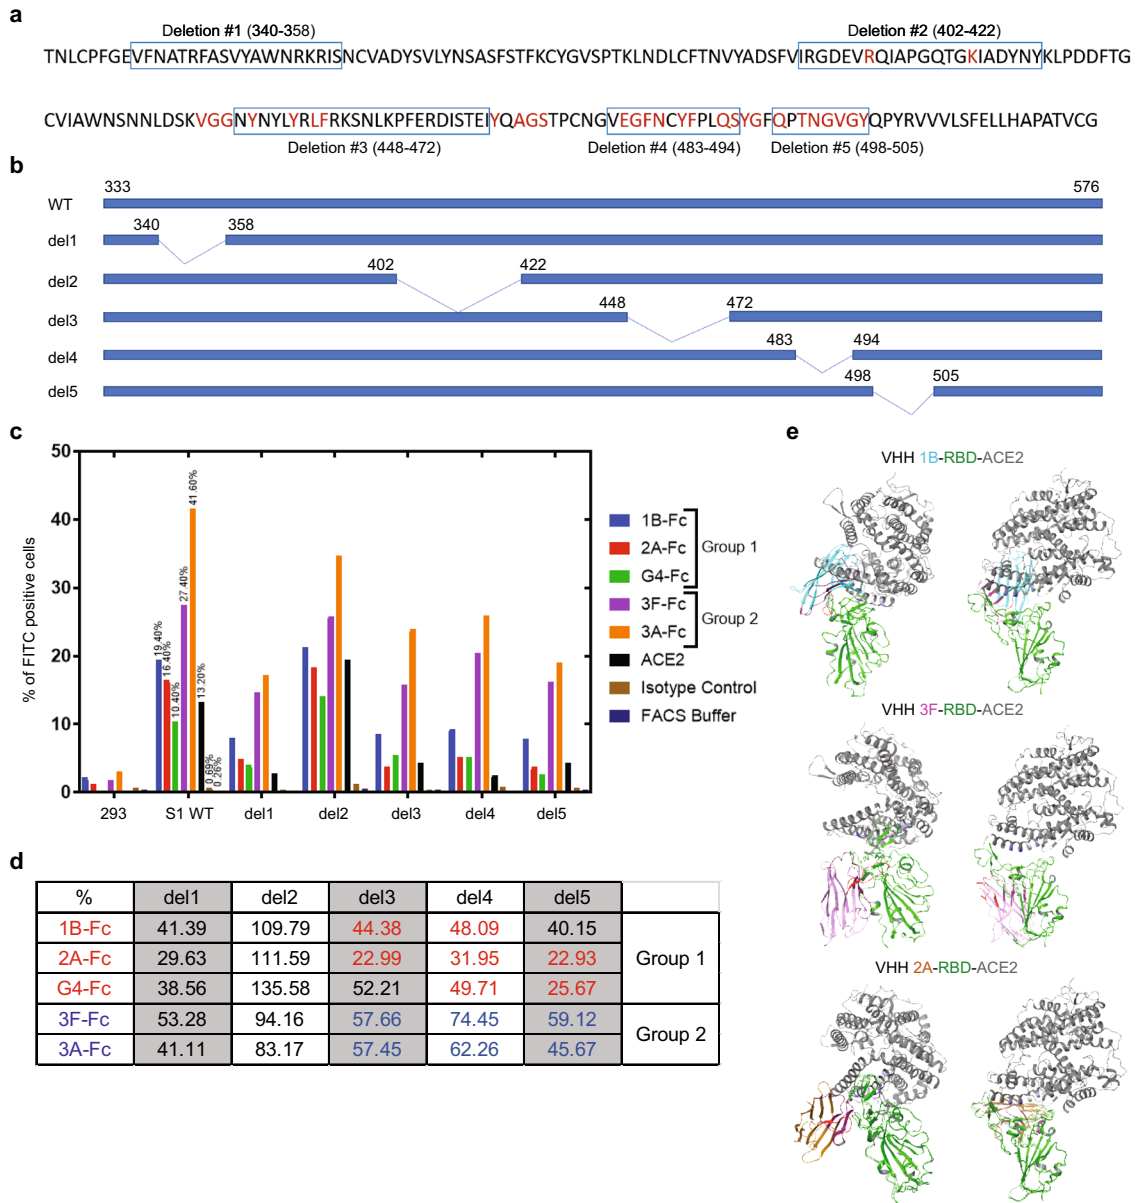 a
Deletion #1 (340-358)
Deletion #2 (402-422)
TNLCPFGEVFNATRFASVYAWNRKRISNCVADYSVLYNSASFSTFKCYGVSPTKLNDLCFTNVYADSFVIRGDEVRQIAPGQTGKIADYNYKLPDDFTG
CVIAWNSNNLDSKVGGNYNYLYRLFRKSNLKPFERDISTEIYQAGSTPCNGVEGFNCYFPLQSYGFQPTNGVGYQPYRVVVLSFELLHAPATVCG
Deletion #3 (448-472)
Deletion #4 (483-494)
Deletion #5 (498-505)
b
333
576
WT
340
358
del1
402
422
del2
448
472
del3
483
494
del4
498
505
del5
c
% of FITC positive cells
50
40
30
20
10
0
19.40%
16.40%
10.40%
27.40%
41.60%
13.20%
0.69%
0.26%
293
S1 WT
del1
del2
del3
del4
del5
1B-Fc
2A-Fc
G4-Fc
Group 1
3F-Fc
3A-Fc
Group 2
ACE2
Isotype Control
FACS Buffer
d
% del1 del2 del3 del4 del5
1B-Fc 41.39 109.79 44.38 48.09 40.15
2A-Fc 29.63 111.59 22.99 31.95 22.93
G4-Fc 38.56 135.58 52.21 49.71 25.67
Group 1
3F-Fc 53.28 94.16 57.66 74.45 59.12
3A-Fc 41.11 83.17 57.45 62.26 45.67
Group 2
e
VHH 1B-RBD-ACE2
VHH 3F-RBD-ACE2
VHH 2A-RBD-ACE2